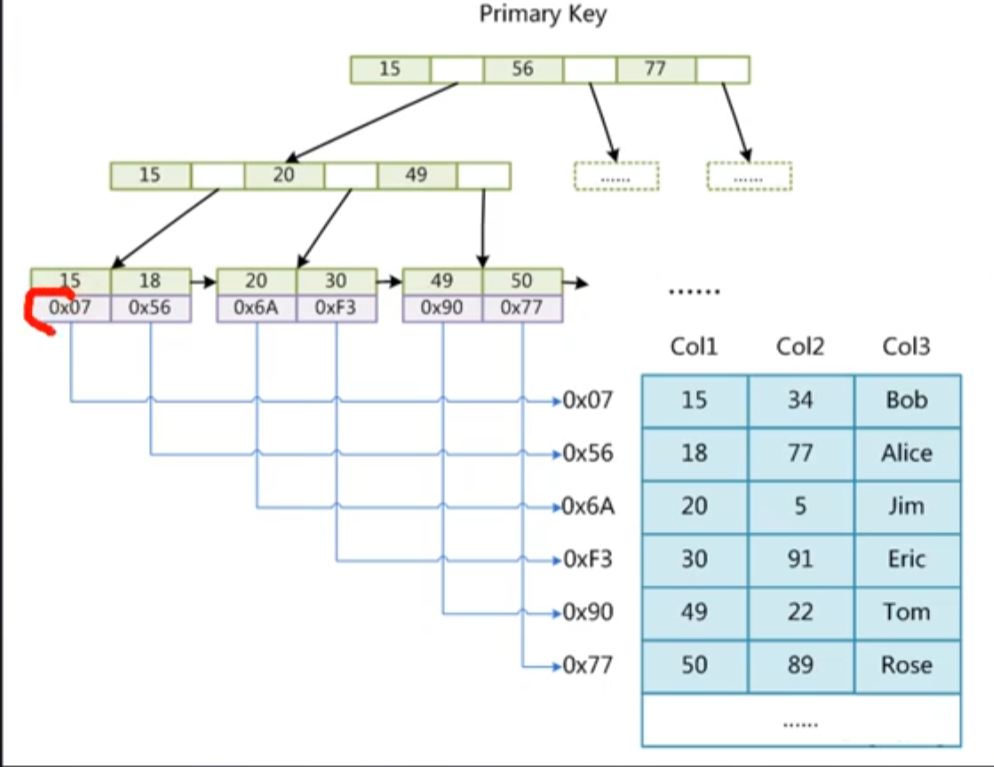 Primary Key
15 56 77
15 20 49 ...... ......
15 18 20 30 49 50
0x07 0x56 0x6A 0xF3 0x90 0x77 ......
Col1 Col2 Col3
0x07 15 34 Bob
0x56 18 77 Alice
0x6A 20 5 Jim
0xF3 30 91 Eric
0x90 49 22 Tom
0x77 50 89 Rose
......